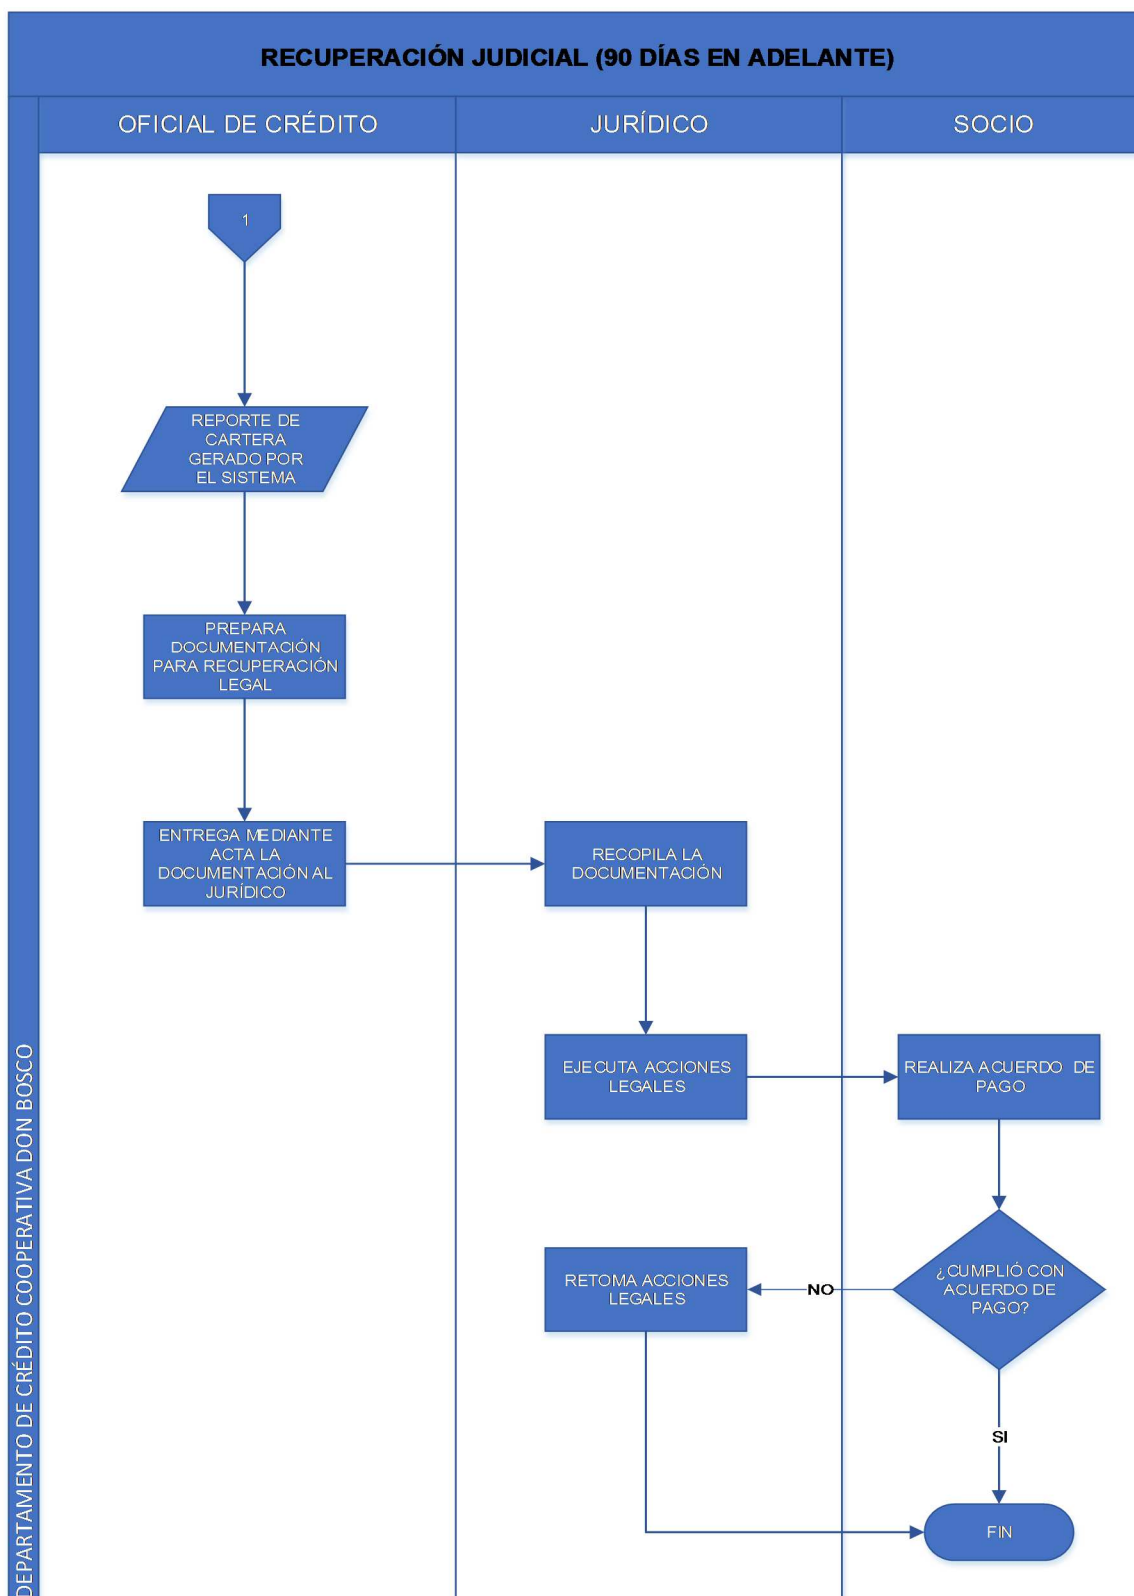 RECUPERACIÓN JUDICIAL (90 DÍAS EN ADELANTE)
OFICIAL DE CRÉDITO
JURÍDICO
SOCIO
DEPARTAMENTO DE CRÉDITO COOPERATIVA DON BOSCO
1
REPORTE DE
CARTERA
GERADO POR
EL SISTEMA
PREPARA
DOCUMENTACIÓN
PARA RECUPERACIÓN
LEGAL
ENTREGA MEDIANTE
ACTA LA
DOCUMENTACIÓN AL
JURÍDICO
RECOPILA LA
DOCUMENTACIÓN
EJECUTA ACCIONES
LEGALES
REALIZA ACUERDO DE
PAGO
¿CUMPLIÓ CON
ACUERDO DE
PAGO?
NO
RETOMA ACCIONES
LEGALES
SI
FIN